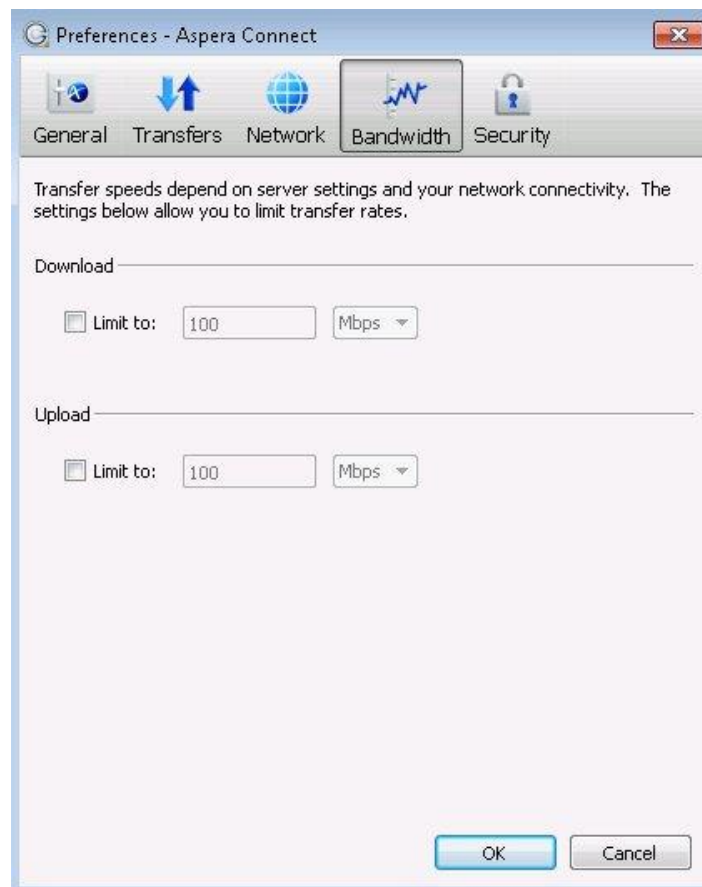 Preferences - Aspera Connect
General Transfers Network Bandwidth Security
Transfer speeds depend on server settings and your network connectivity. The
settings below allow you to limit transfer rates.
Download
Limit to: 100 Mbps
Upload
Limit to: 100 Mbps
OK Cancel